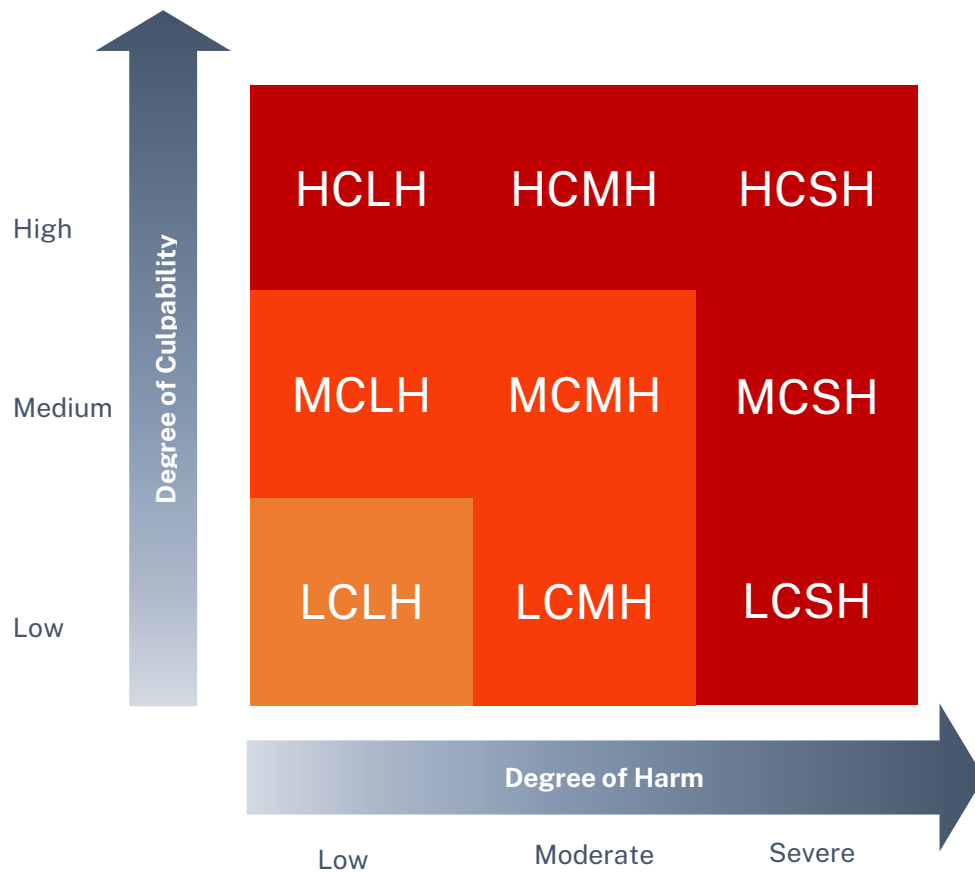 HCLH HCMH HCSH
High
Degree of Culpability
MCLH MCMH MCSH
Medium
LCLH LCMH LCSH
Low
Degree of Harm
Low Moderate Severe